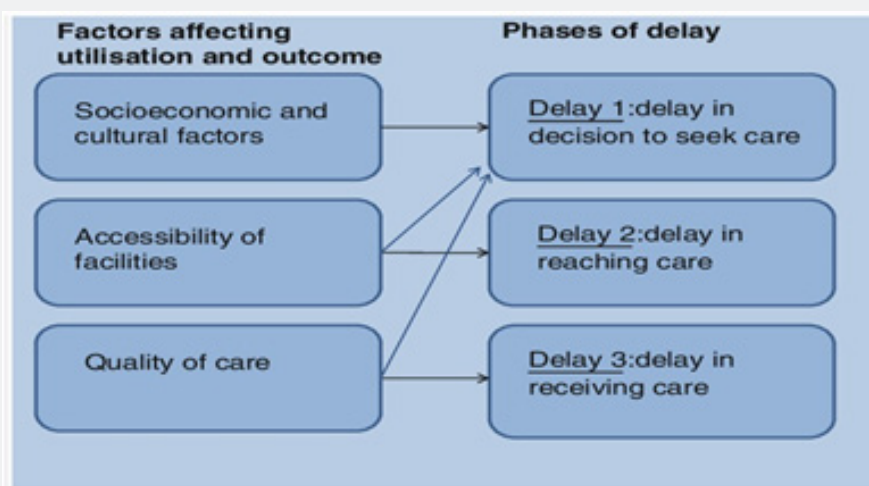 Factors affecting
utilisation and outcome
Phases of delay
Socioeconomic and
cultural factors
Delay 1:delay in
decision to seek care
Accessibility of
facilities
Delay 2:delay in
reaching care
Quality of care
Delay 3:delay in
receiving care